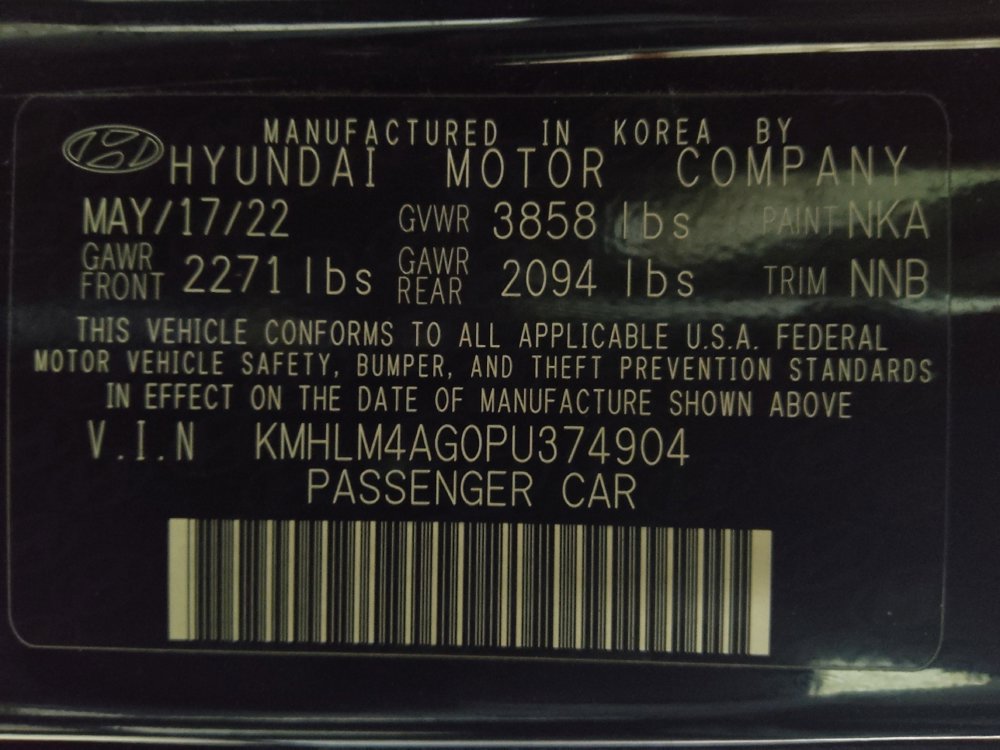 MANUFACTURED IN KOREA BY
HYUNDAI MOTOR COMPANY
MAY/17/22 GVWR 3858 lbs PAINT NKA
GAWR FRONT 2271 lbs GAWR REAR 2094 lbs TRIM NNB
THIS VEHICLE CONFORMS TO ALL APPLICABLE U.S.A. FEDERAL
MOTOR VEHICLE SAFETY, BUMPER, AND THEFT PREVENTION STANDARDS
IN EFFECT ON THE DATE OF MANUFACTURE SHOWN ABOVE
V.I.N KMHLM4AG0PU374904
PASSENGER CAR